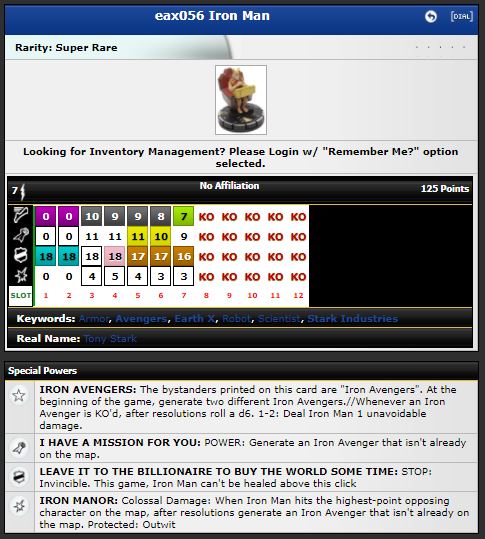 eax056 Iron Man
[DIAL]
Rarity: Super Rare
Looking for Inventory Management? Please Login w/ "Remember Me?" option
selected.
7 No Affiliation 125 Points
0 0 10 9 9 8 7 KO KO KO KO KO
0 0 11 11 11 10 9 KO KO KO KO KO
18 18 18 18 17 17 16 KO KO KO KO KO
0 0 4 5 4 3 3 KO KO KO KO KO
SLOT 1 2 3 4 5 6 7 8 9 10 11 12
Keywords: Armor, Avengers, Earth X, Robot, Scientist, Stark Industries
Real Name: Tony Stark
Special Powers
IRON AVENGERS: The bystanders printed on this card are "Iron Avengers". At the
beginning of the game, generate two different Iron Avengers.//Whenever an Iron
Avenger is KO'd, after resolutions roll a d6. 1-2: Deal Iron Man 1 unavoidable
damage.
I HAVE A MISSION FOR YOU: POWER: Generate an Iron Avenger that isn't already
on the map.
LEAVE IT TO THE BILLIONAIRE TO BUY THE WORLD SOME TIME: STOP:
Invincible. This game, Iron Man can't be healed above this click
IRON MANOR: Colossal Damage: When Iron Man hits the highest-point opposing
character on the map, after resolutions generate an Iron Avenger that isn't already on
the map. Protected: Outwit